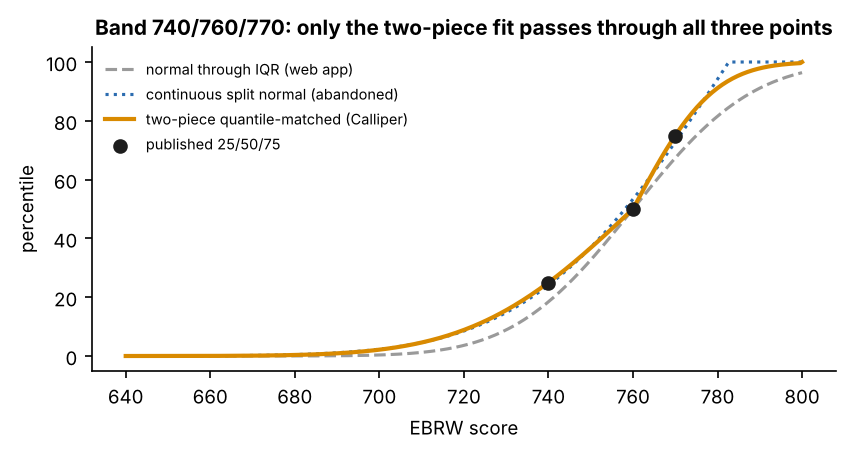 Band 740/760/770: only the two-piece fit passes through all three points
normal through IQR (web app)
continuous split normal (abandoned)
two-piece quantile-matched (Calliper)
published 25/50/75
percentile
100
80
60
40
20
0
640 660 680 700 720 740 760 780 800
EBRW score